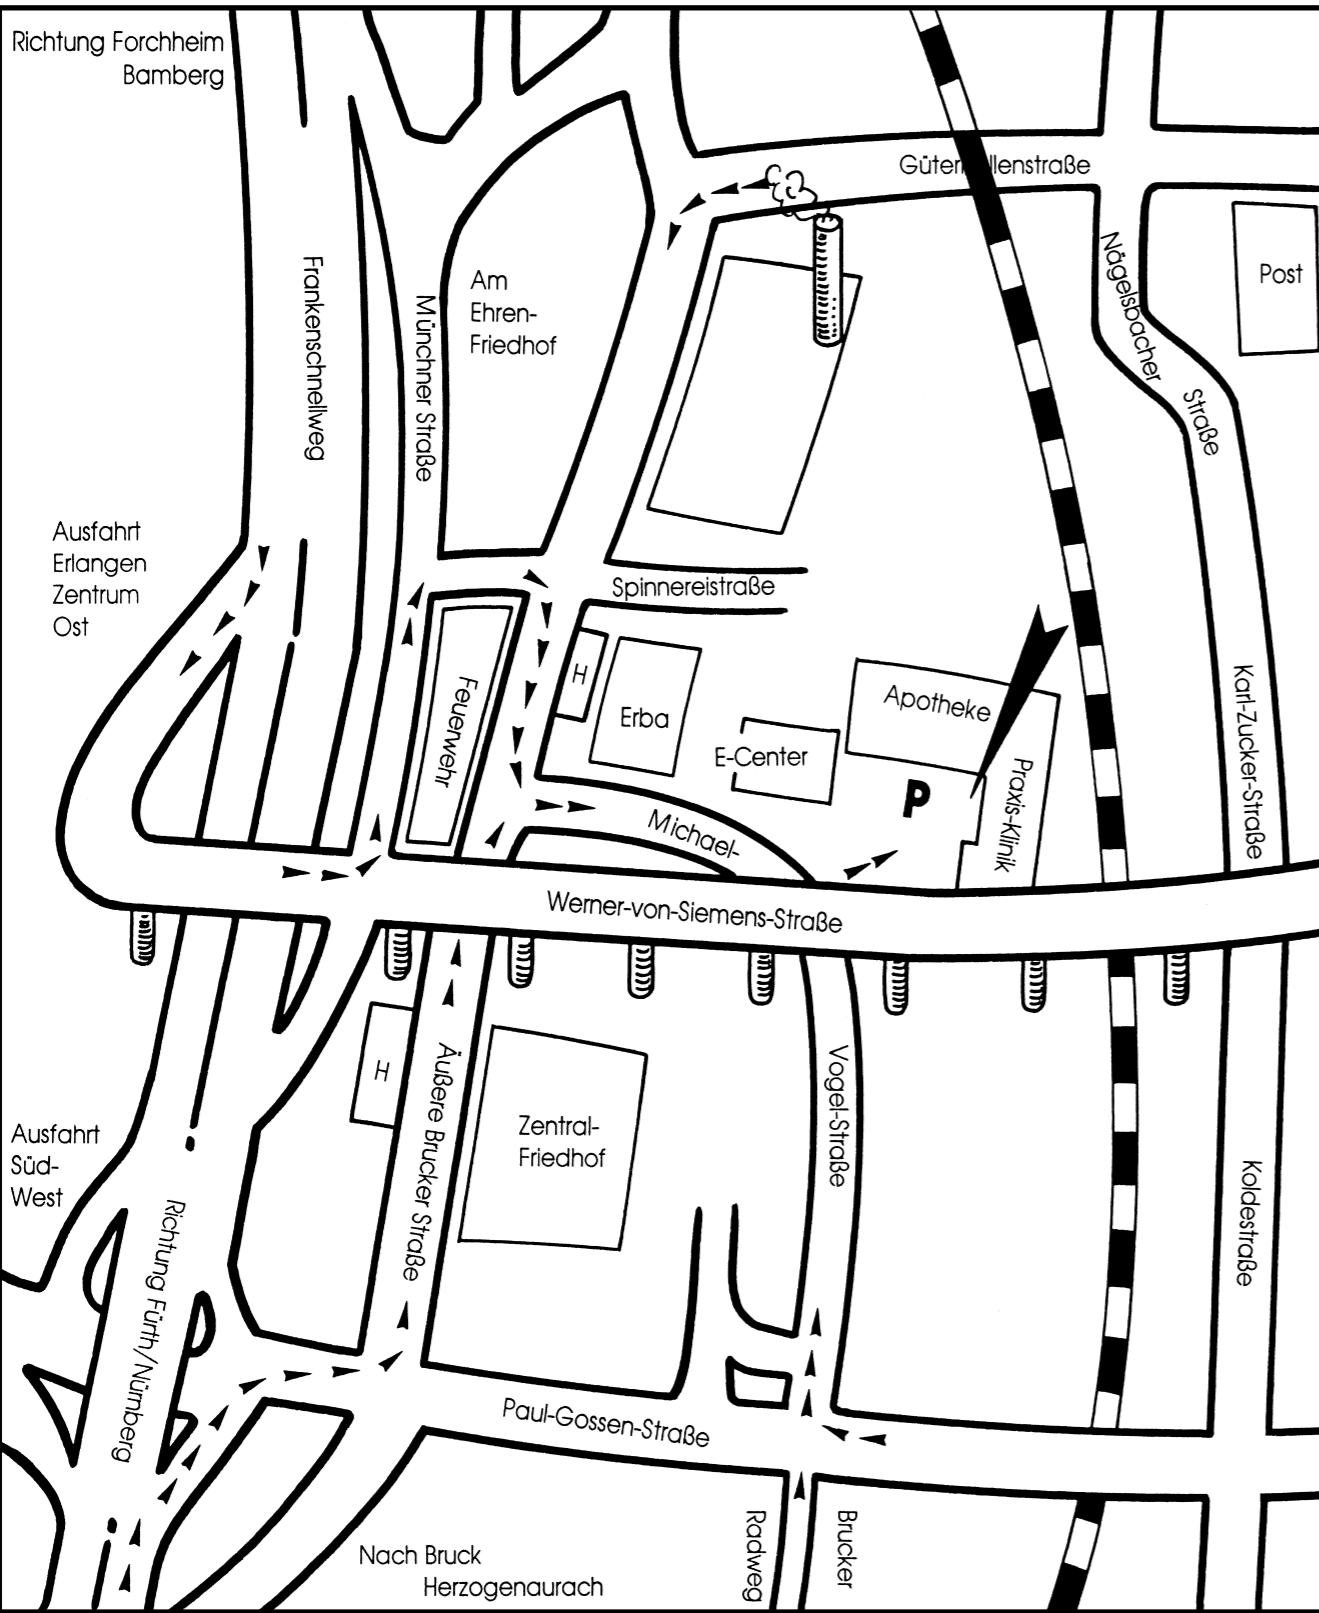 Richtung Forchheim
Bamberg
Güter
llenstraße
Frankenschnellweg
Münchner Straße
Am
Ehren-
Friedhof
Nägelsbacher
Straße
Post
Ausfahrt
Erlangen
Zentrum
Ost
Spinnereistraße
Feuerwehr
H
Erba
E-Center
Apotheke
P
Praxis-Klinik
Karl-Zucker-Straße
Michael-
Werner-von-Siemens-Straße
H
Äußere Brucker Straße
Zentral-
Friedhof
Vogel-Straße
Koldestraße
Ausfahrt
Süd-
West
Richtung Fürth/Nürnberg
Paul-Gossen-Straße
Nach Bruck
Herzogenaurach
Radweg
Brucker